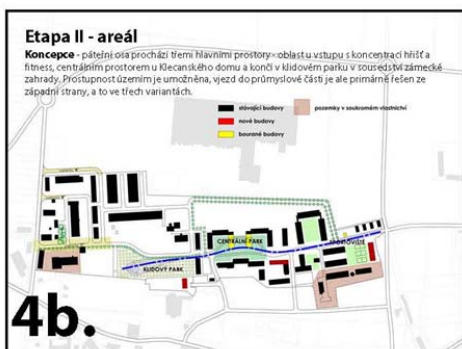 Etapa II - areál
Koncepce - páteřní osa prochází třemi hlavními prostory - oblast u vstupu s koncentrací hřišť a
fitness, centrálním prostorem u Klecanského domu a končí v klidovém parku v sousedství zámecké
zahrady. Prostupnost územím je umožněna, vjezd do průmyslové části je ale primárně řešen ze
západní strany, a to ve třech variantách.
stávající budovy
pozemky v soukromém vlastnictví
nové budovy
bourané budovy
CENTRÁLNÍ PARK
SPORTOVIŠTĚ
KLIDOVÝ PARK
4b.